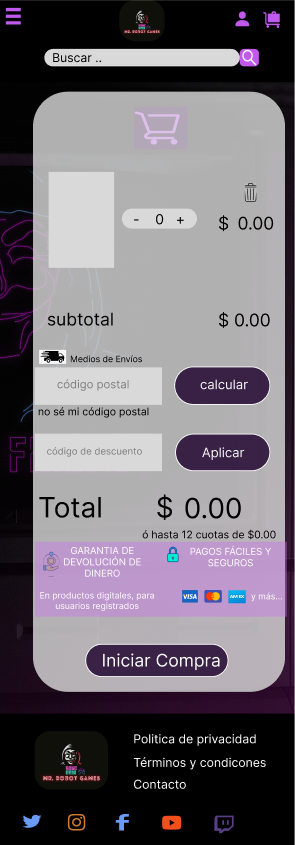 MR. ROBOT GAMES
Buscar ..
- 0 +
$ 0.00
subtotal
$ 0.00
Medios de Envíos
código postal
calcular
no sé mi código postal
código de descuento
Aplicar
Total
$ 0.00
ó hasta 12 cuotas de $0.00
GARANTIA DE
DEVOLUCIÓN DE
DINERO
PAGOS FÁCILES Y
SEGUROS
En productos digitales, para
usuarios registrados
VISA
AMEX
y más...
Iniciar Compra
MR. ROBOT GAMES
Politica de privacidad
Términos y condicones
Contacto